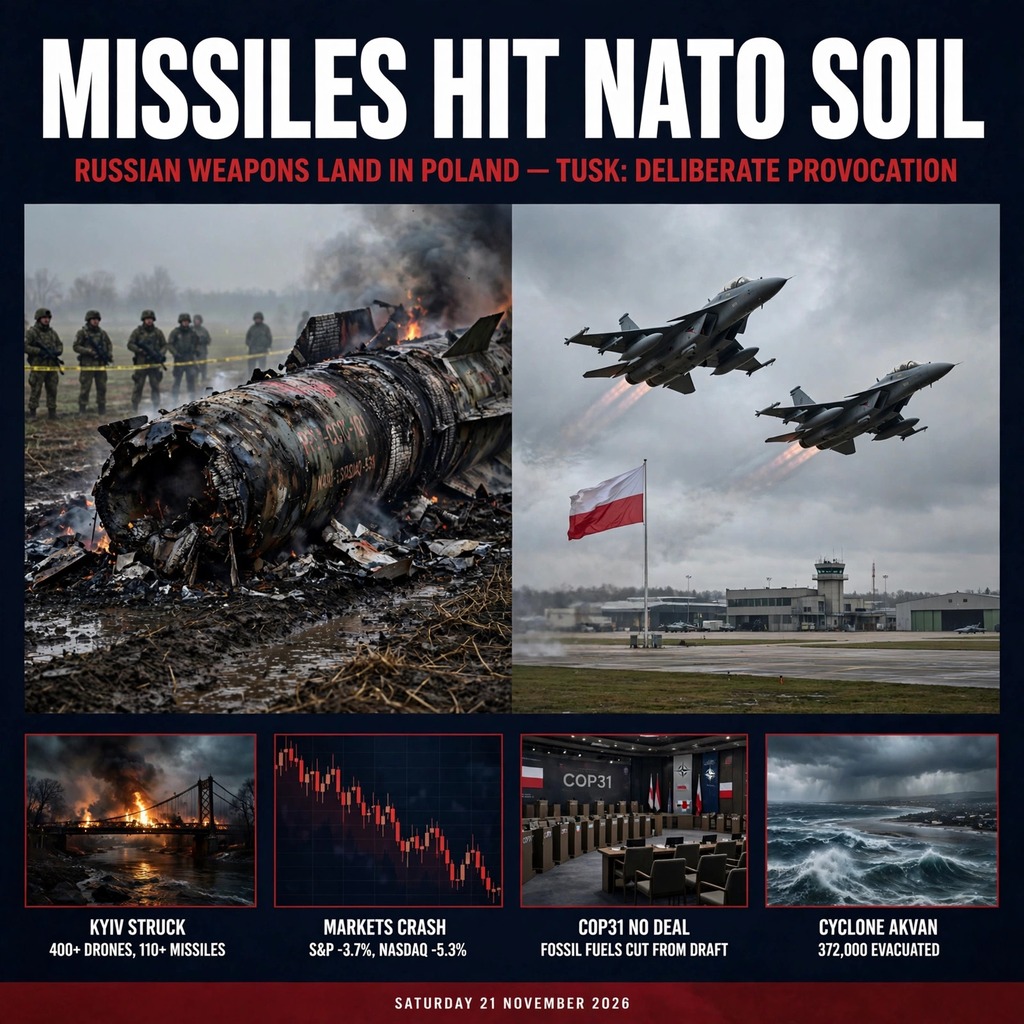 MISSILES HIT NATO SOIL
RUSSIAN WEAPONS LAND IN POLAND — TUSK: DELIBERATE PROVOCATION
COP31
KYIV STRUCK
400+ DRONES, 110+ MISSILES
MARKETS CRASH
S&P -3.7%, NASDAQ -5.3%
COP31 NO DEAL
FOSSIL FUELS CUT FROM DRAFT
CYCLONE AKVAN
372,000 EVACUATED
SATURDAY 21 NOVEMBER 2026